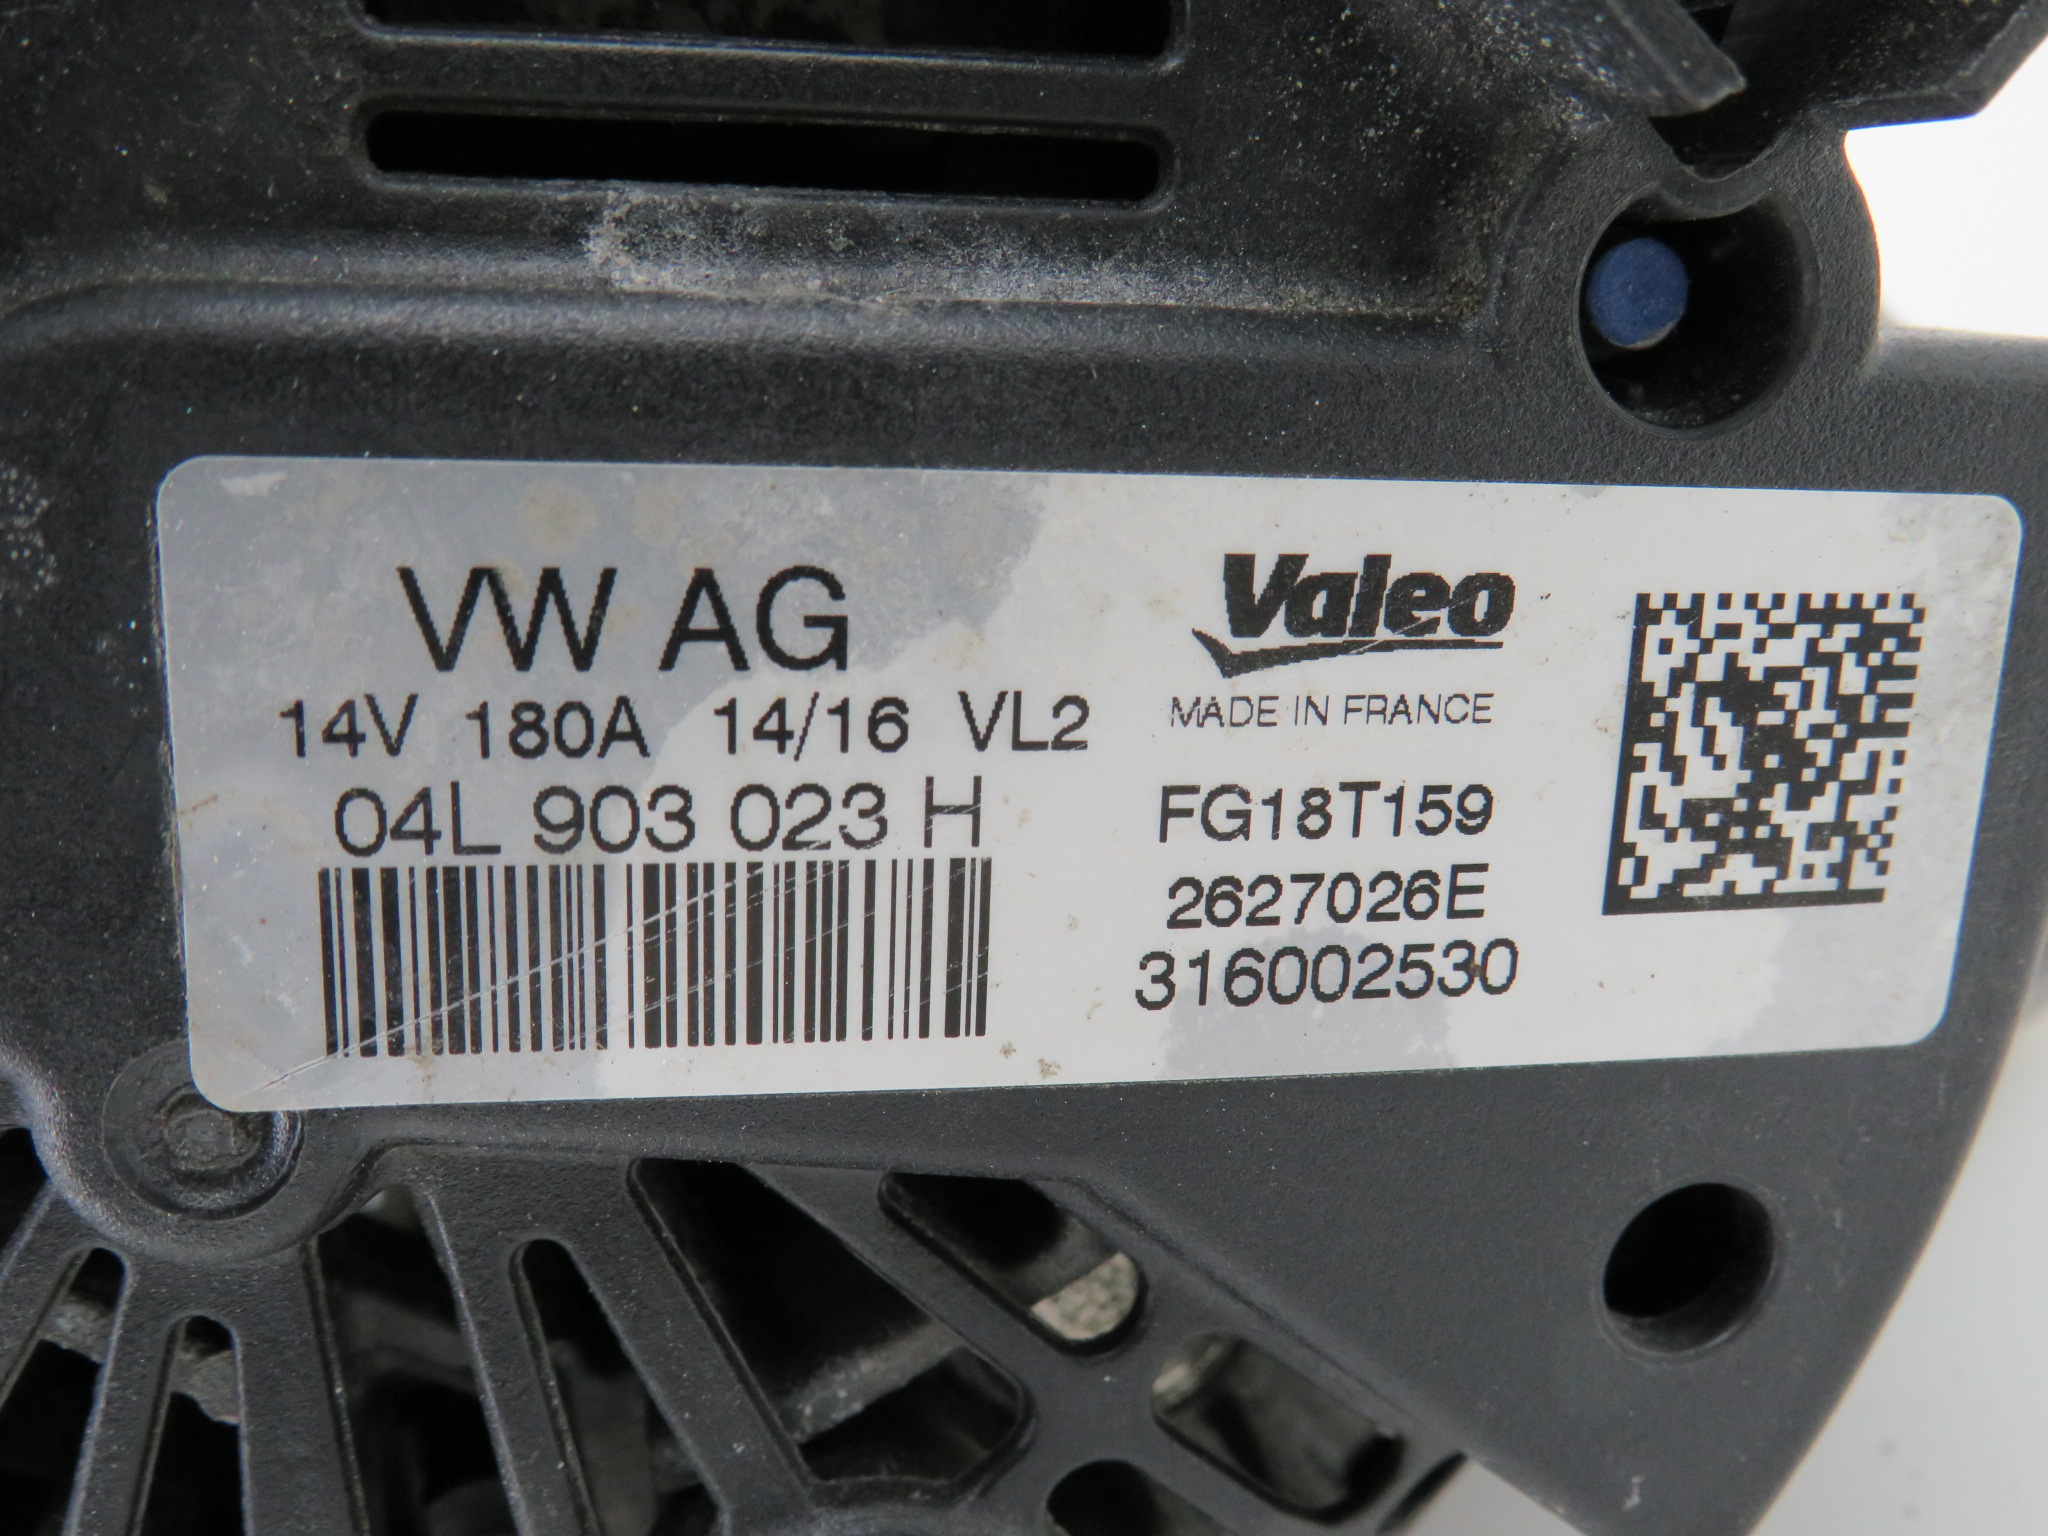 VW AG
14V 180A 14/16 VL2
04L 903 023 H
Valeo
MADE IN FRANCE
FG18T159
2627026E
316002530